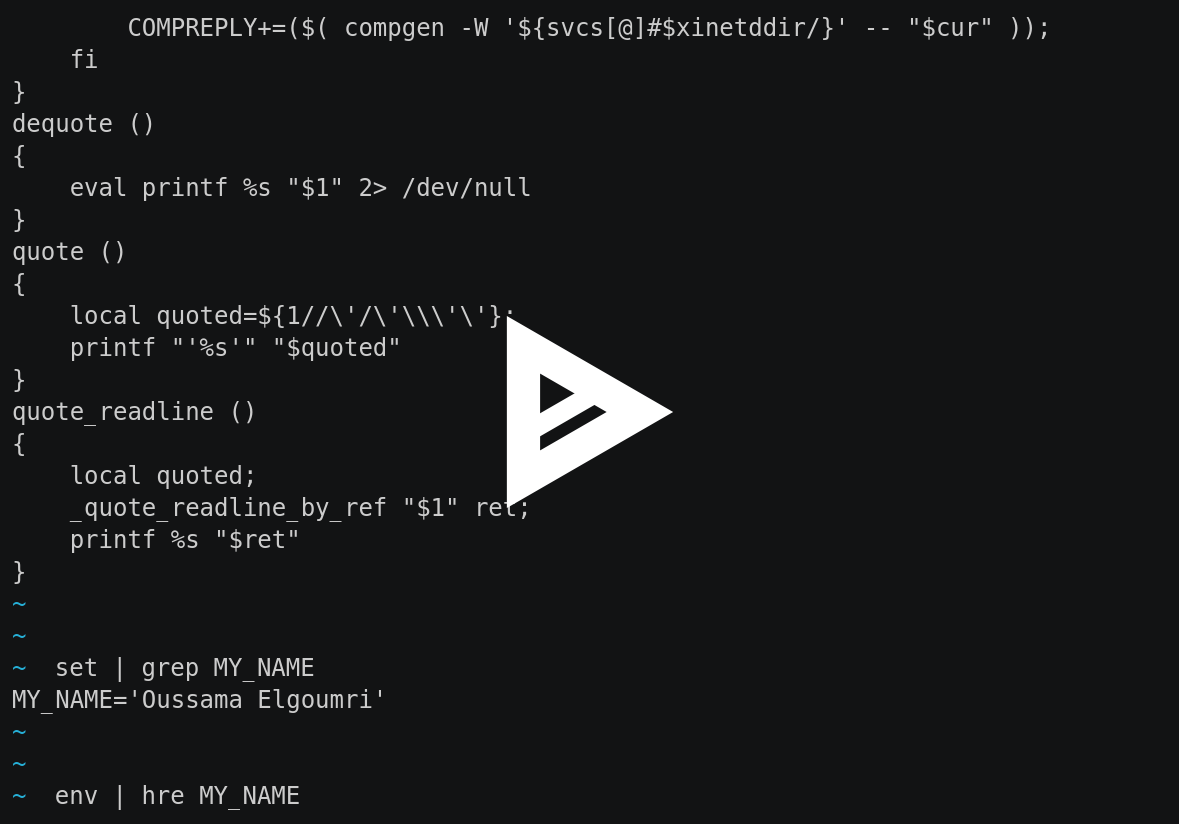 COMPREPLY+=($( compgen -W '${svcs[@]#$xinetddir/}' -- "$cur" ));
    fi
}
dequote ()
{
    eval printf %s "$1" 2> /dev/null
}
quote ()
{
    local quoted=${1//\'/\'\\\'\'};
    printf "'%s'" "$quoted"
}
quote_readline ()
{
    local quoted;
    _quote_readline_by_ref "$1" ret;
    printf %s "$ret"
}
~
~
~  set | grep MY_NAME
MY_NAME='Oussama Elgoumri'
~
~
~  env | hre MY_NAME